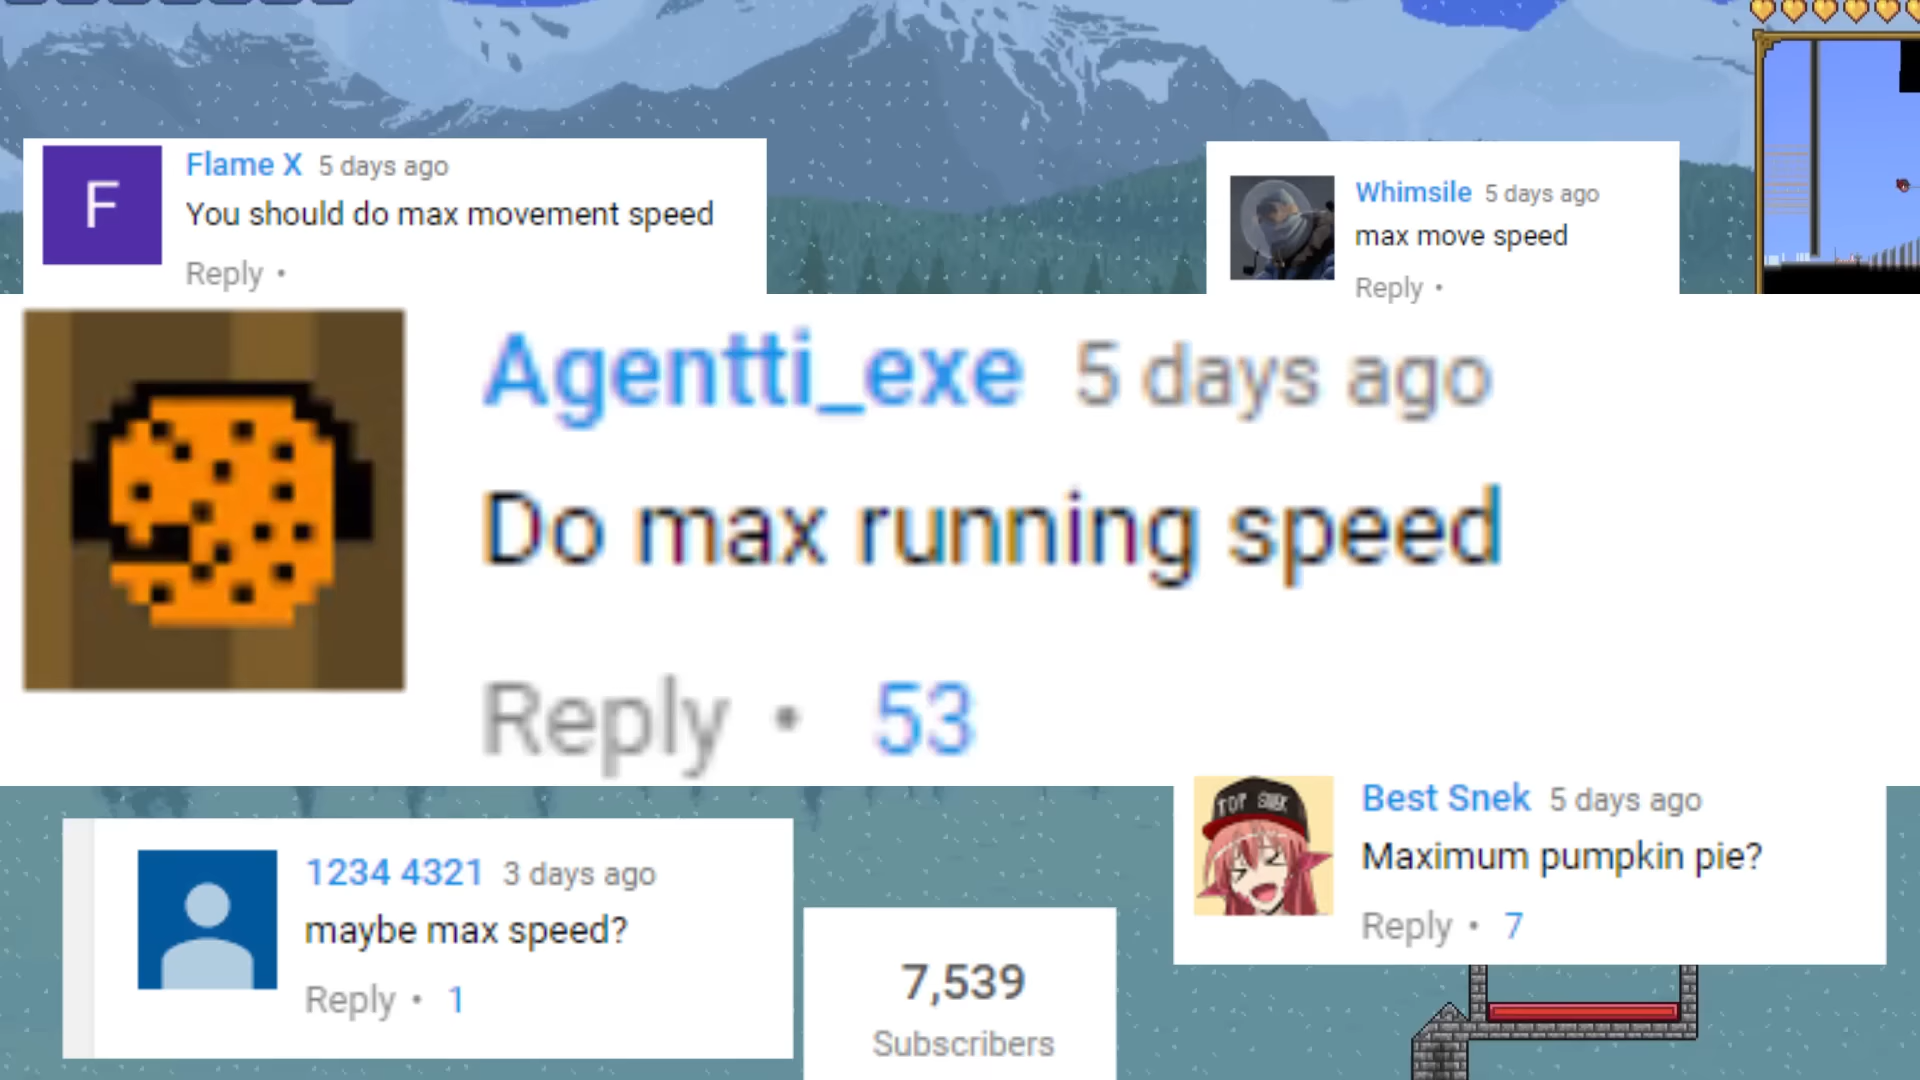 Flame X 5 days ago
You should do max movement speed
Reply •
Whimsile 5 days ago
max move speed
Reply •
Agentti_exe 5 days ago
Do max running speed
Reply • 53
1234 4321 3 days ago
maybe max speed?
Reply • 1
7,539
Subscribers
TOP SNEK
Best Snek 5 days ago
Maximum pumpkin pie?
Reply • 7
F